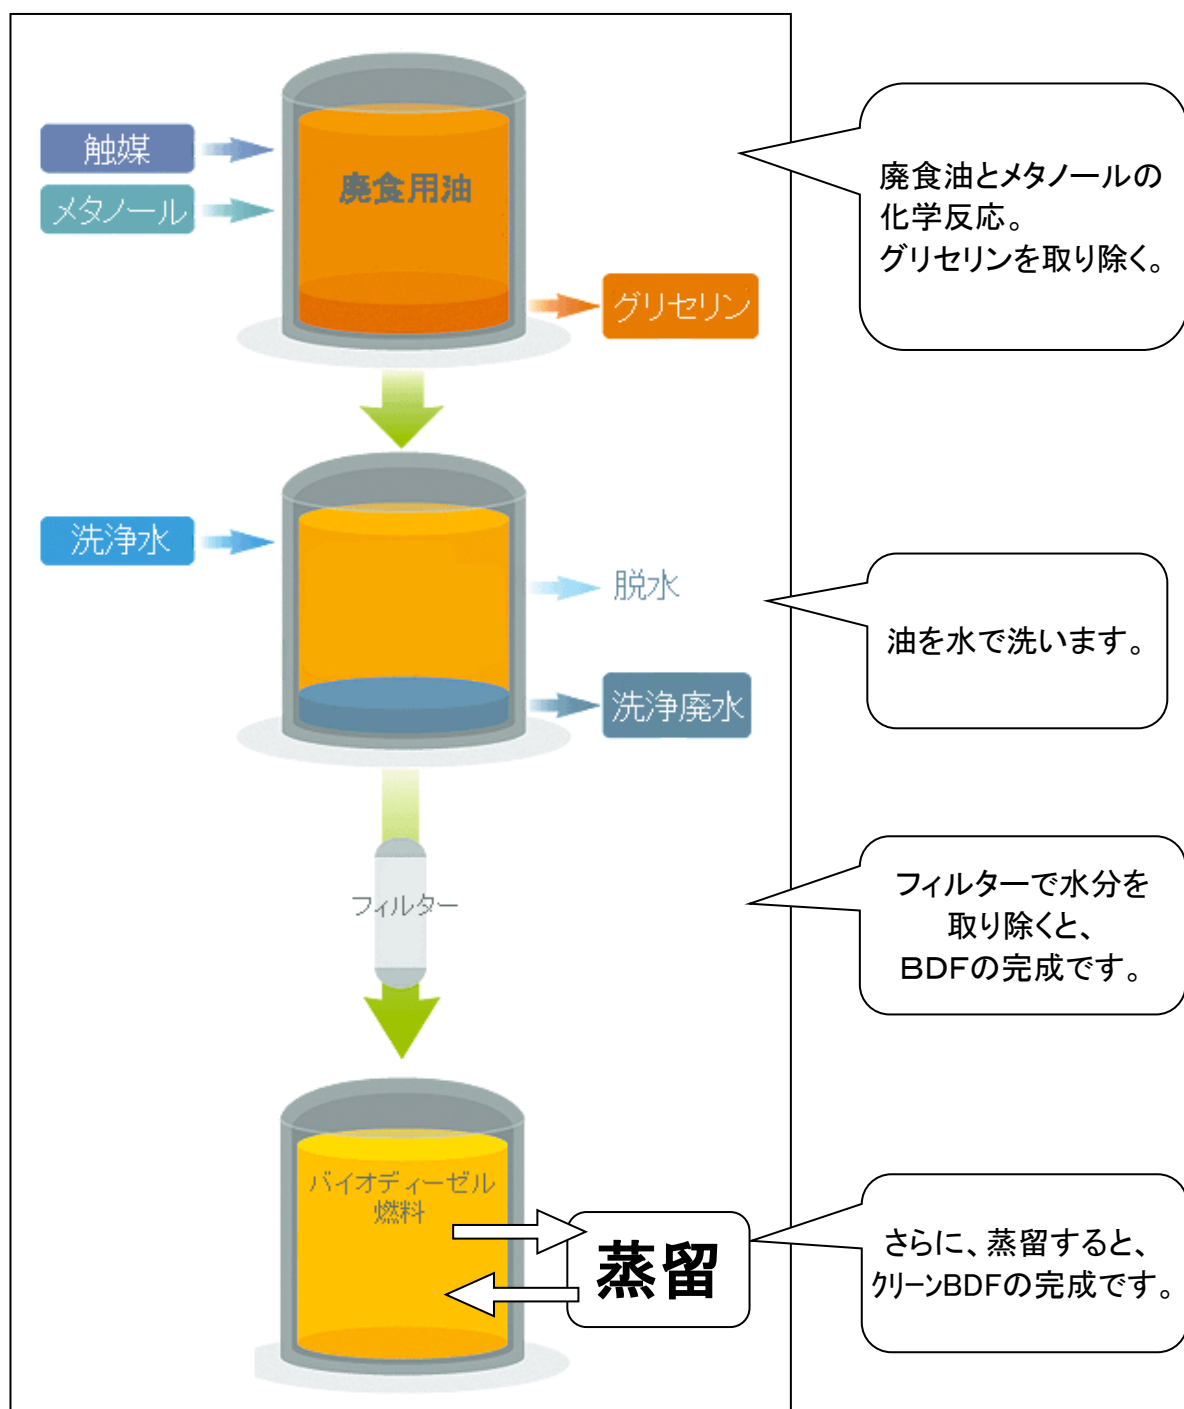 触媒
メタノール
廃食用油
グリセリン
廃食油とメタノールの
化学反応。
グリセリンを取り除く。
洗浄水
脱水
洗浄廃水
油を水で洗います。
フィルター
フィルターで水分を
取り除くと、
BDFの完成です。
バイオディーゼル
燃料
蒸留
さらに、蒸留すると、
クリーンBDFの完成です。